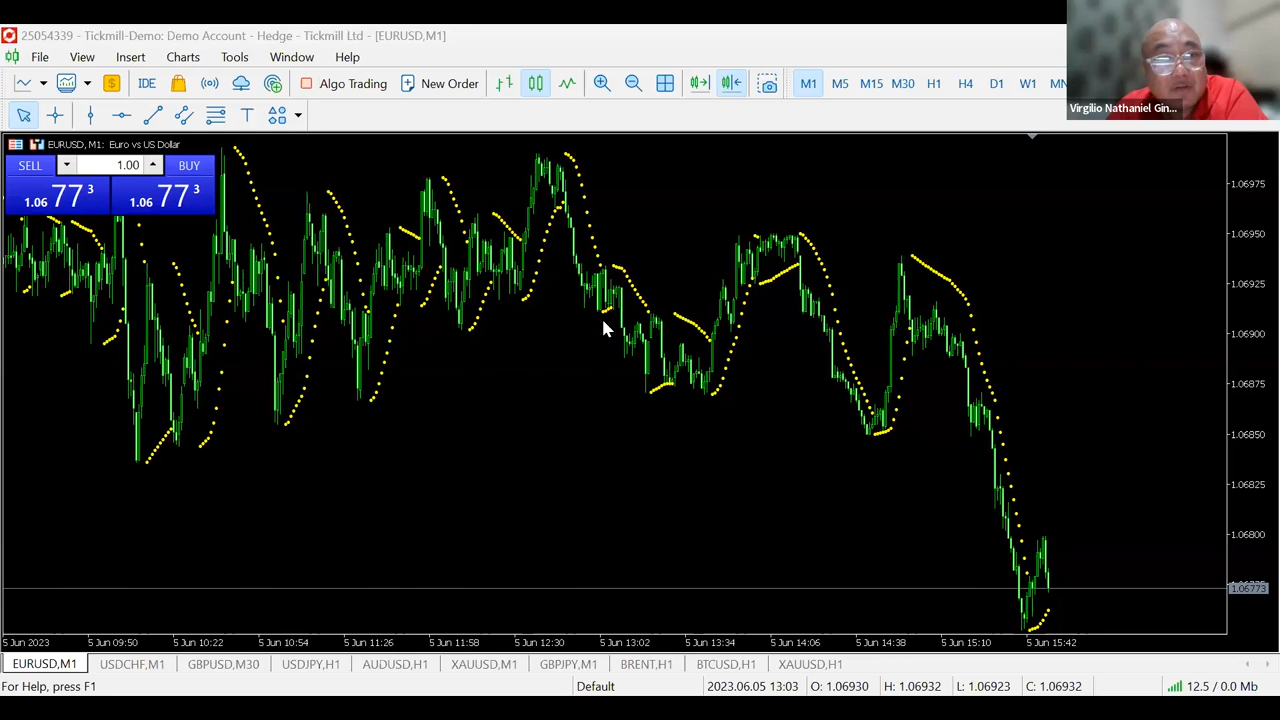 25054339 - Tickmill-Demo: Demo Account - Hedge - Tickmill Ltd - [EURUSD,M1]
File View Insert Charts Tools Window Help
IDE Algo Trading New Order M1 M5 M15 M30 H1 H4 D1 W1 MN
Virgilio Nathaniel Gin...
EURUSD, M1: Euro vs US Dollar
SELL 1.00 BUY
1.06 77 3 1.06 77 3
1.06975
1.06950
1.06925
1.06900
1.06875
1.06850
1.06825
1.06800
1.06773
5 Jun 2023 5 Jun 09:50 5 Jun 10:22 5 Jun 10:54 5 Jun 11:26 5 Jun 11:58 5 Jun 12:30 5 Jun 13:02 5 Jun 13:34 5 Jun 14:06 5 Jun 14:38 5 Jun 15:10 5 Jun 15:42
EURUSD,M1 USDCHF,M1 GBPUSD,M30 USDJPY,H1 AUDUSD,H1 XAUUSD,M1 GBPJPY,M1 BRENT,H1 BTCUSD,H1 XAUUSD,H1
For Help, press F1 Default 2023.06.05 13:03 O: 1.06930 H: 1.06932 L: 1.06923 C: 1.06932 12.5 / 0.0 Mb